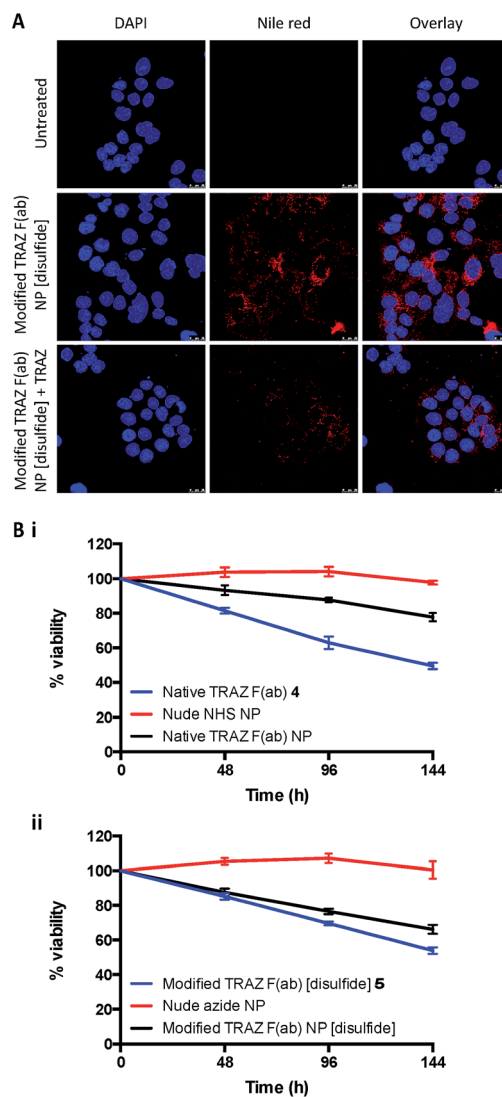 A
DAPI Nile red Overlay
Untreated
Modified TRAZ F(ab)
NP [disulfide]
Modified TRAZ F(ab)
NP [disulfide] + TRAZ
B i
120
100
80
60
40
20
0
% viability
Native TRAZ F(ab) 4
Nude NHS NP
Native TRAZ F(ab) NP
0 48 96 144
Time (h)
ii
120
100
80
60
40
20
0
% viability
Modified TRAZ F(ab) [disulfide] 5
Nude azide NP
Modified TRAZ F(ab) NP [disulfide]
0 48 96 144
Time (h)